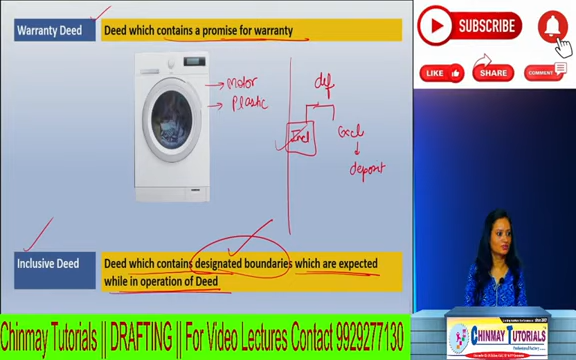 Warranty Deed
Deed which contains a promise for warranty
SUBSCRIBE
LIKE
SHARE
COMMENT
Motor
Plastic
def
Incl
Excl
deposit
Inclusive Deed
Deed which contains designated boundaries which are expected
while in operation of Deed
CHINMAY TUTORIALS
Chinmay Tutorials || DRAFTING || For Video Lectures Contact 9929277130